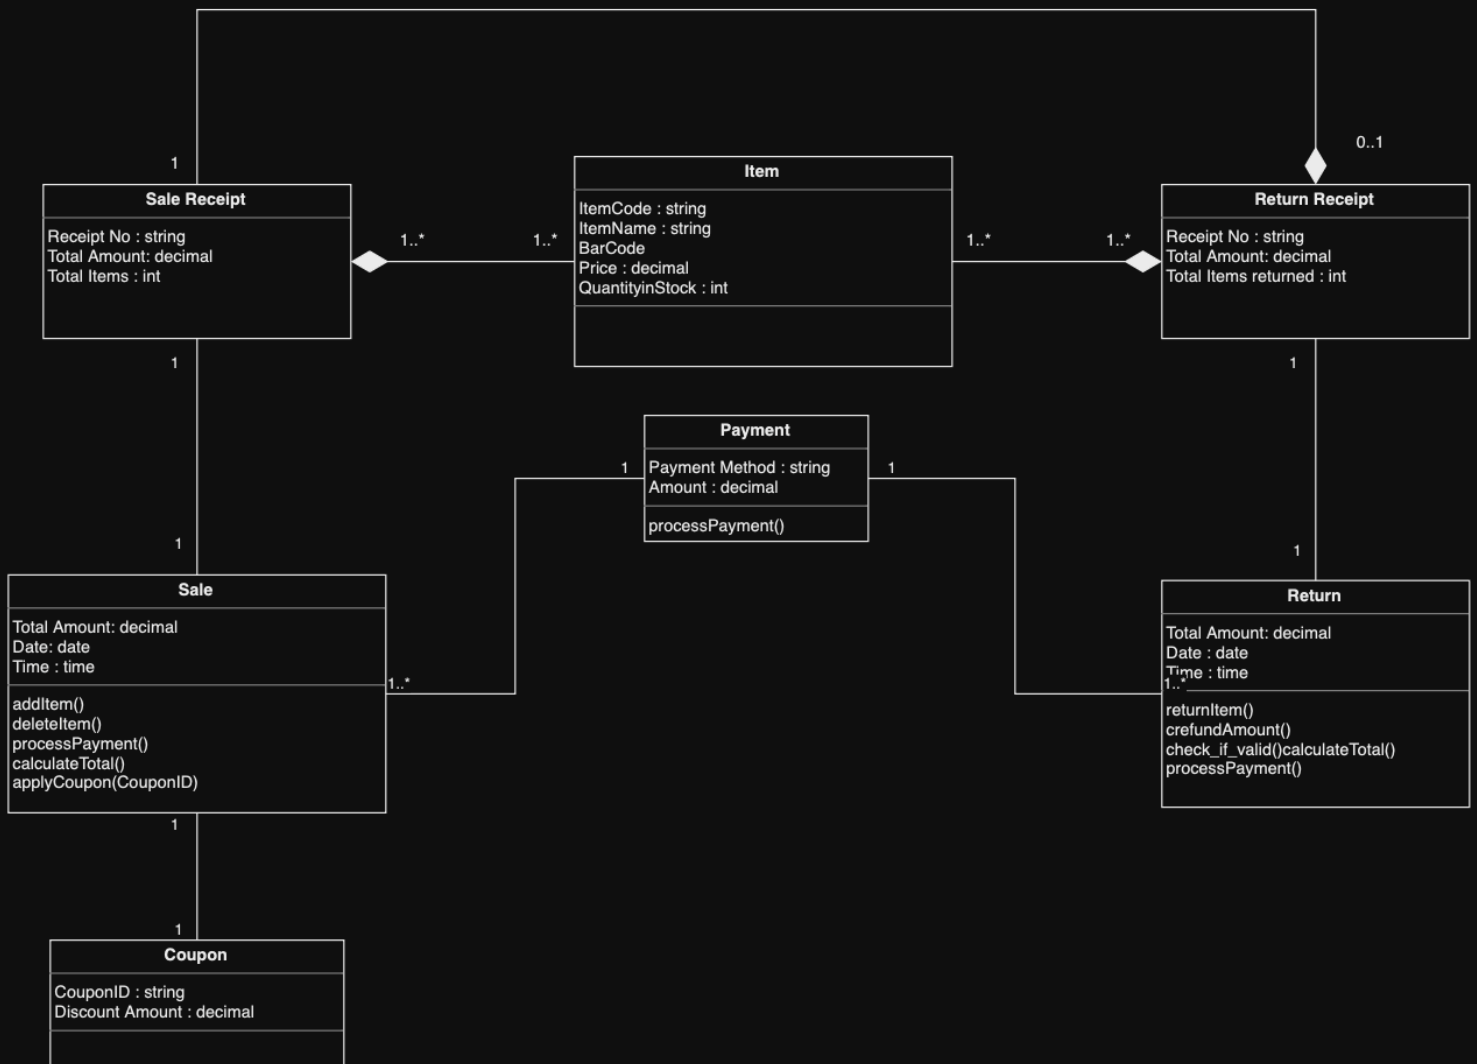 1
0..1
Sale Receipt
Receipt No : string
Total Amount: decimal
Total Items : int
1..*
1..*
Item
ItemCode : string
ItemName : string
BarCode
Price : decimal
QuantityinStock : int
1..*
1..*
Return Receipt
Receipt No : string
Total Amount: decimal
Total Items returned : int
1
1
1
1
Payment
Payment Method : string
Amount : decimal
processPayment()
1
1
Sale
Total Amount: decimal
Date: date
Time : time
1..*
addItem()
deleteItem()
processPayment()
calculateTotal()
applyCoupon(CouponID)
Return
Total Amount: decimal
Date : date
Time : time
1..*
returnItem()
crefundAmount()
check_if_valid()calculateTotal()
processPayment()
1
1
Coupon
CouponID : string
Discount Amount : decimal